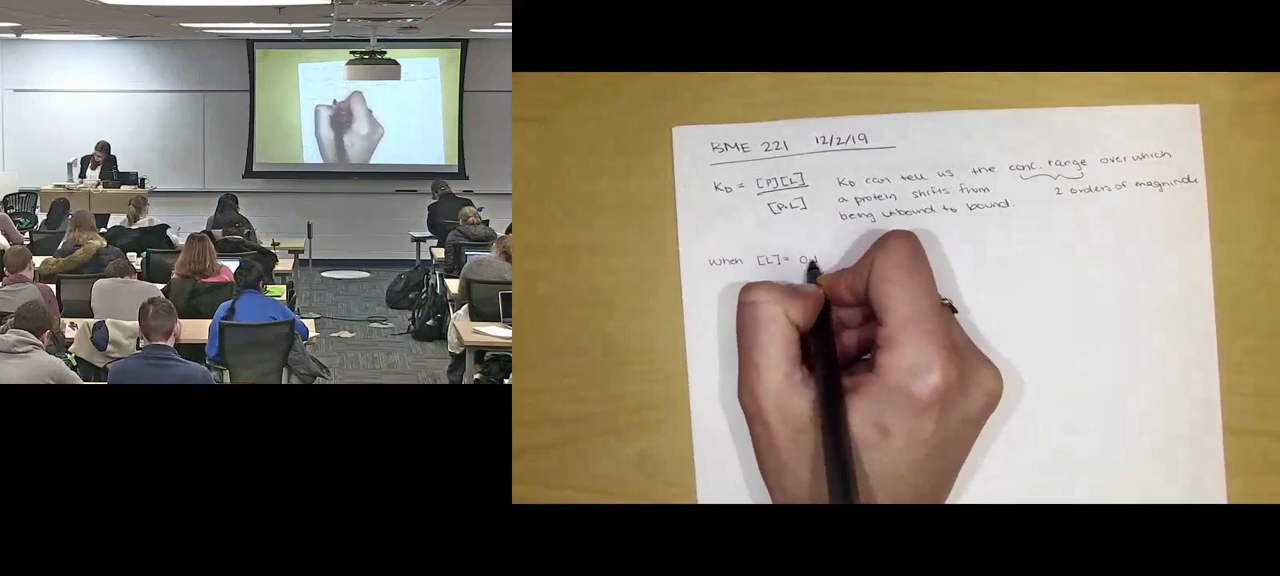 BME 221 12/2/19
KD = [P][L] / [P·L]
KD can tell us the conc. range over which
a protein shifts from
being unbound to bound.
2 orders of magnitude
When [L] = 0.1